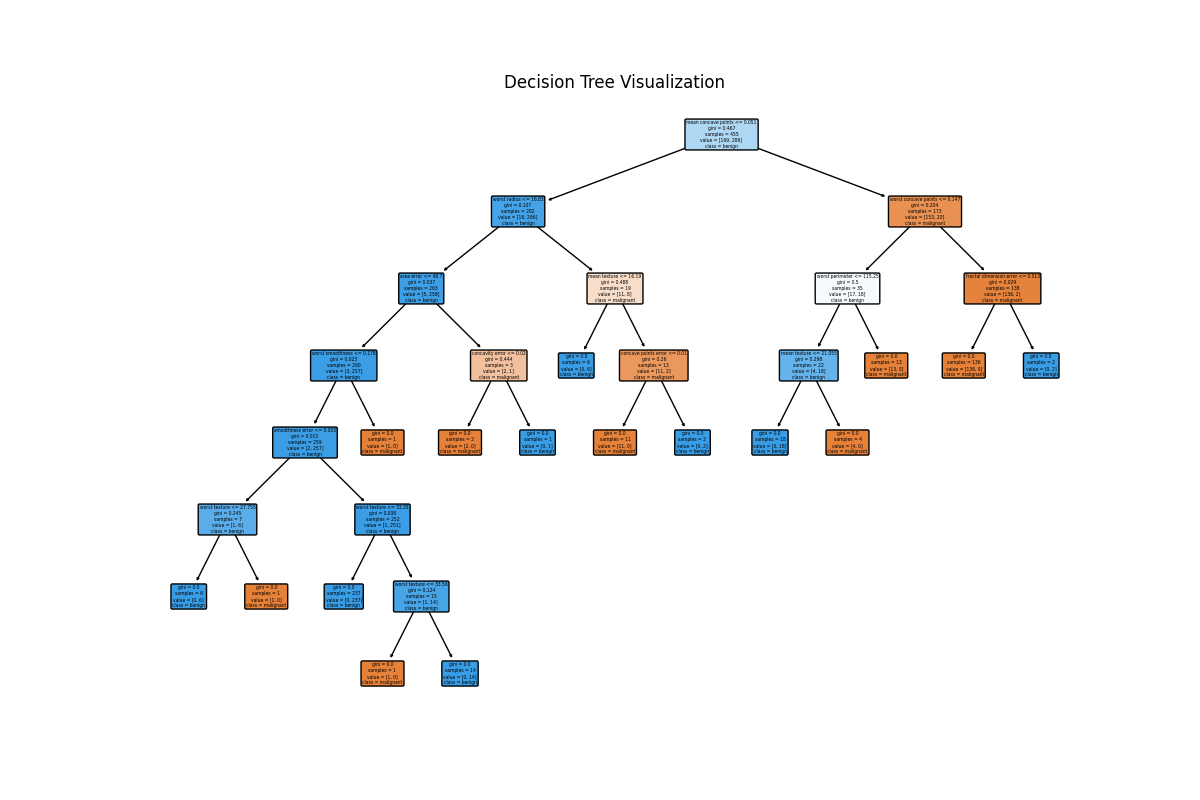 Decision Tree Visualization
mean concave points <= 0.051
gini = 0.467
samples = 455
value = [169, 286]
class = benign
worst radius <= 16.83
gini = 0.107
samples = 282
value = [16, 266]
class = benign
worst concave points <= 0.147
gini = 0.204
samples = 173
value = [153, 20]
class = malignant
area error <= 48.7
gini = 0.037
samples = 263
value = [5, 258]
class = benign
mean texture <= 16.19
gini = 0.488
samples = 19
value = [11, 8]
class = malignant
worst perimeter <= 115.25
gini = 0.5
samples = 35
value = [17, 18]
class = benign
fractal dimension error <= 0.013
gini = 0.029
samples = 138
value = [136, 2]
class = malignant
worst smoothness <= 0.178
gini = 0.023
samples = 260
value = [3, 257]
class = benign
concavity error <= 0.02
gini = 0.444
samples = 3
value = [2, 1]
class = malignant
gini = 0.0
samples = 6
value = [0, 6]
class = benign
concave points error <= 0.01
gini = 0.26
samples = 13
value = [11, 2]
class = malignant
mean texture <= 21.055
gini = 0.298
samples = 22
value = [4, 18]
class = benign
gini = 0.0
samples = 13
value = [13, 0]
class = malignant
gini = 0.0
samples = 136
value = [136, 0]
class = malignant
gini = 0.0
samples = 2
value = [0, 2]
class = benign
smoothness error <= 0.003
gini = 0.015
samples = 259
value = [2, 257]
class = benign
gini = 0.0
samples = 1
value = [1, 0]
class = malignant
gini = 0.0
samples = 2
value = [2, 0]
class = malignant
gini = 0.0
samples = 1
value = [0, 1]
class = benign
gini = 0.0
samples = 11
value = [11, 0]
class = malignant
gini = 0.0
samples = 2
value = [0, 2]
class = benign
gini = 0.0
samples = 18
value = [0, 18]
class = benign
gini = 0.0
samples = 4
value = [4, 0]
class = malignant
worst texture <= 27.755
gini = 0.245
samples = 7
value = [1, 6]
class = benign
worst texture <= 33.35
gini = 0.008
samples = 252
value = [1, 251]
class = benign
gini = 0.0
samples = 6
value = [0, 6]
class = benign
gini = 0.0
samples = 1
value = [1, 0]
class = malignant
gini = 0.0
samples = 237
value = [0, 237]
class = benign
worst texture <= 33.56
gini = 0.124
samples = 15
value = [1, 14]
class = benign
gini = 0.0
samples = 1
value = [1, 0]
class = malignant
gini = 0.0
samples = 14
value = [0, 14]
class = benign